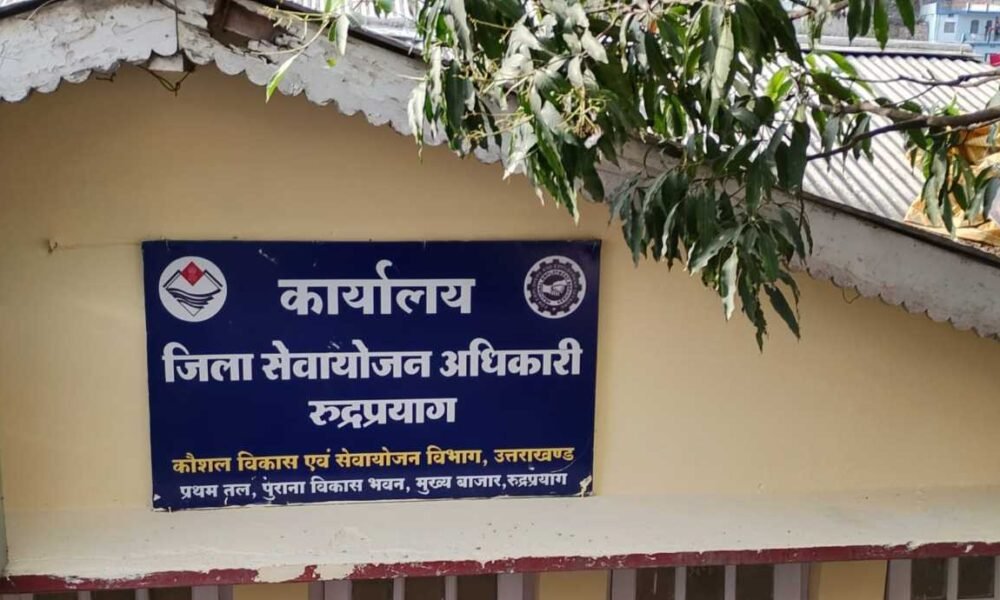 कार्यालय
जिला सेवायोजन अधिकारी
रुद्रप्रयाग
कौशल विकास एवं सेवायोजन विभाग, उत्तराखण्ड
प्रथम तल, पुराना विकास भवन, मुख्य बाजार,रुद्रप्रयाग